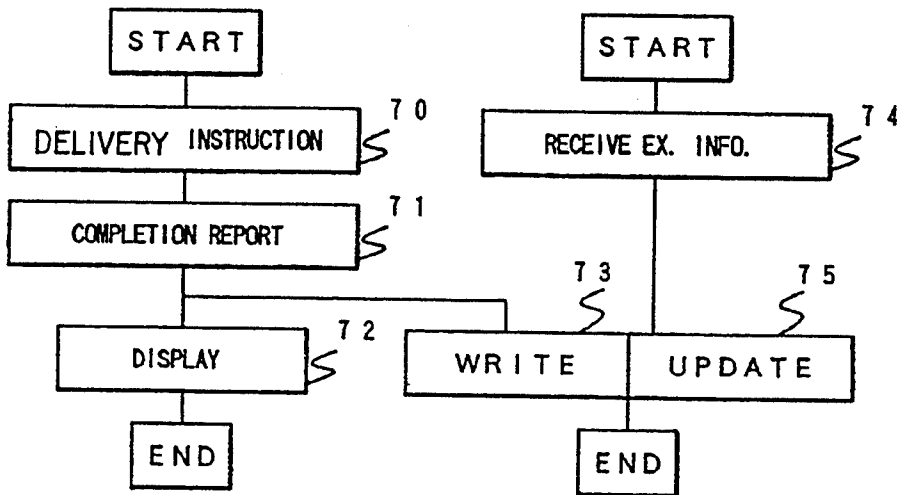 START
70
DELIVERY INSTRUCTION
71
COMPLETION REPORT
72
DISPLAY
END
START
74
RECEIVE EX. INFO.
73
75
WRITE
UPDATE
END